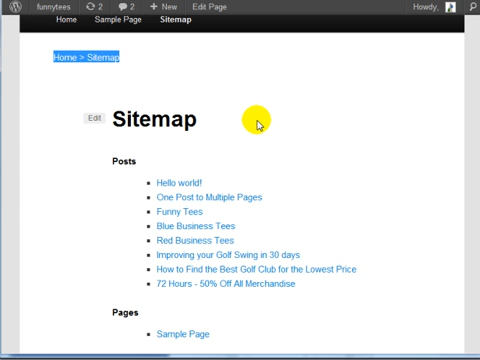 funnytees 2 2 New Edit Page Howdy,
Home Sample Page Sitemap
Home > Sitemap
Edit Sitemap
Posts
Hello world!
One Post to Multiple Pages
Funny Tees
Blue Business Tees
Red Business Tees
Improving your Golf Swing in 30 days
How to Find the Best Golf Club for the Lowest Price
72 Hours - 50% Off All Merchandise
Pages
Sample Page